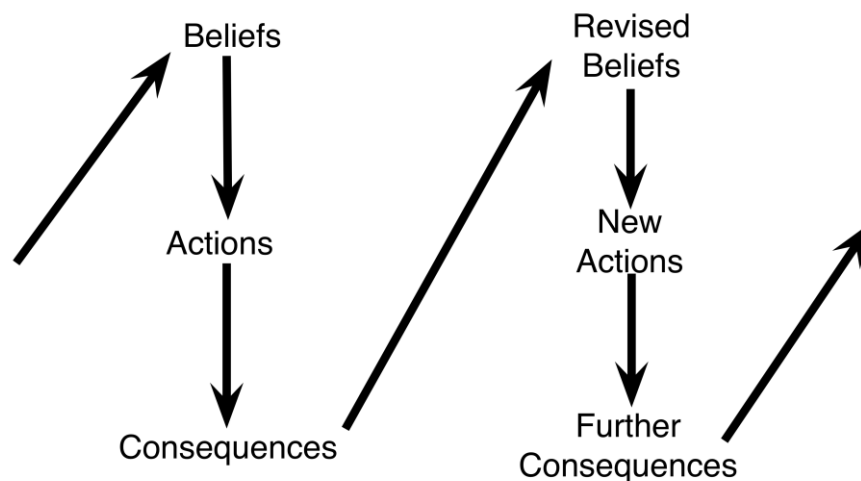 Beliefs
Actions
Consequences
Revised
Beliefs
New
Actions
Further
Consequences